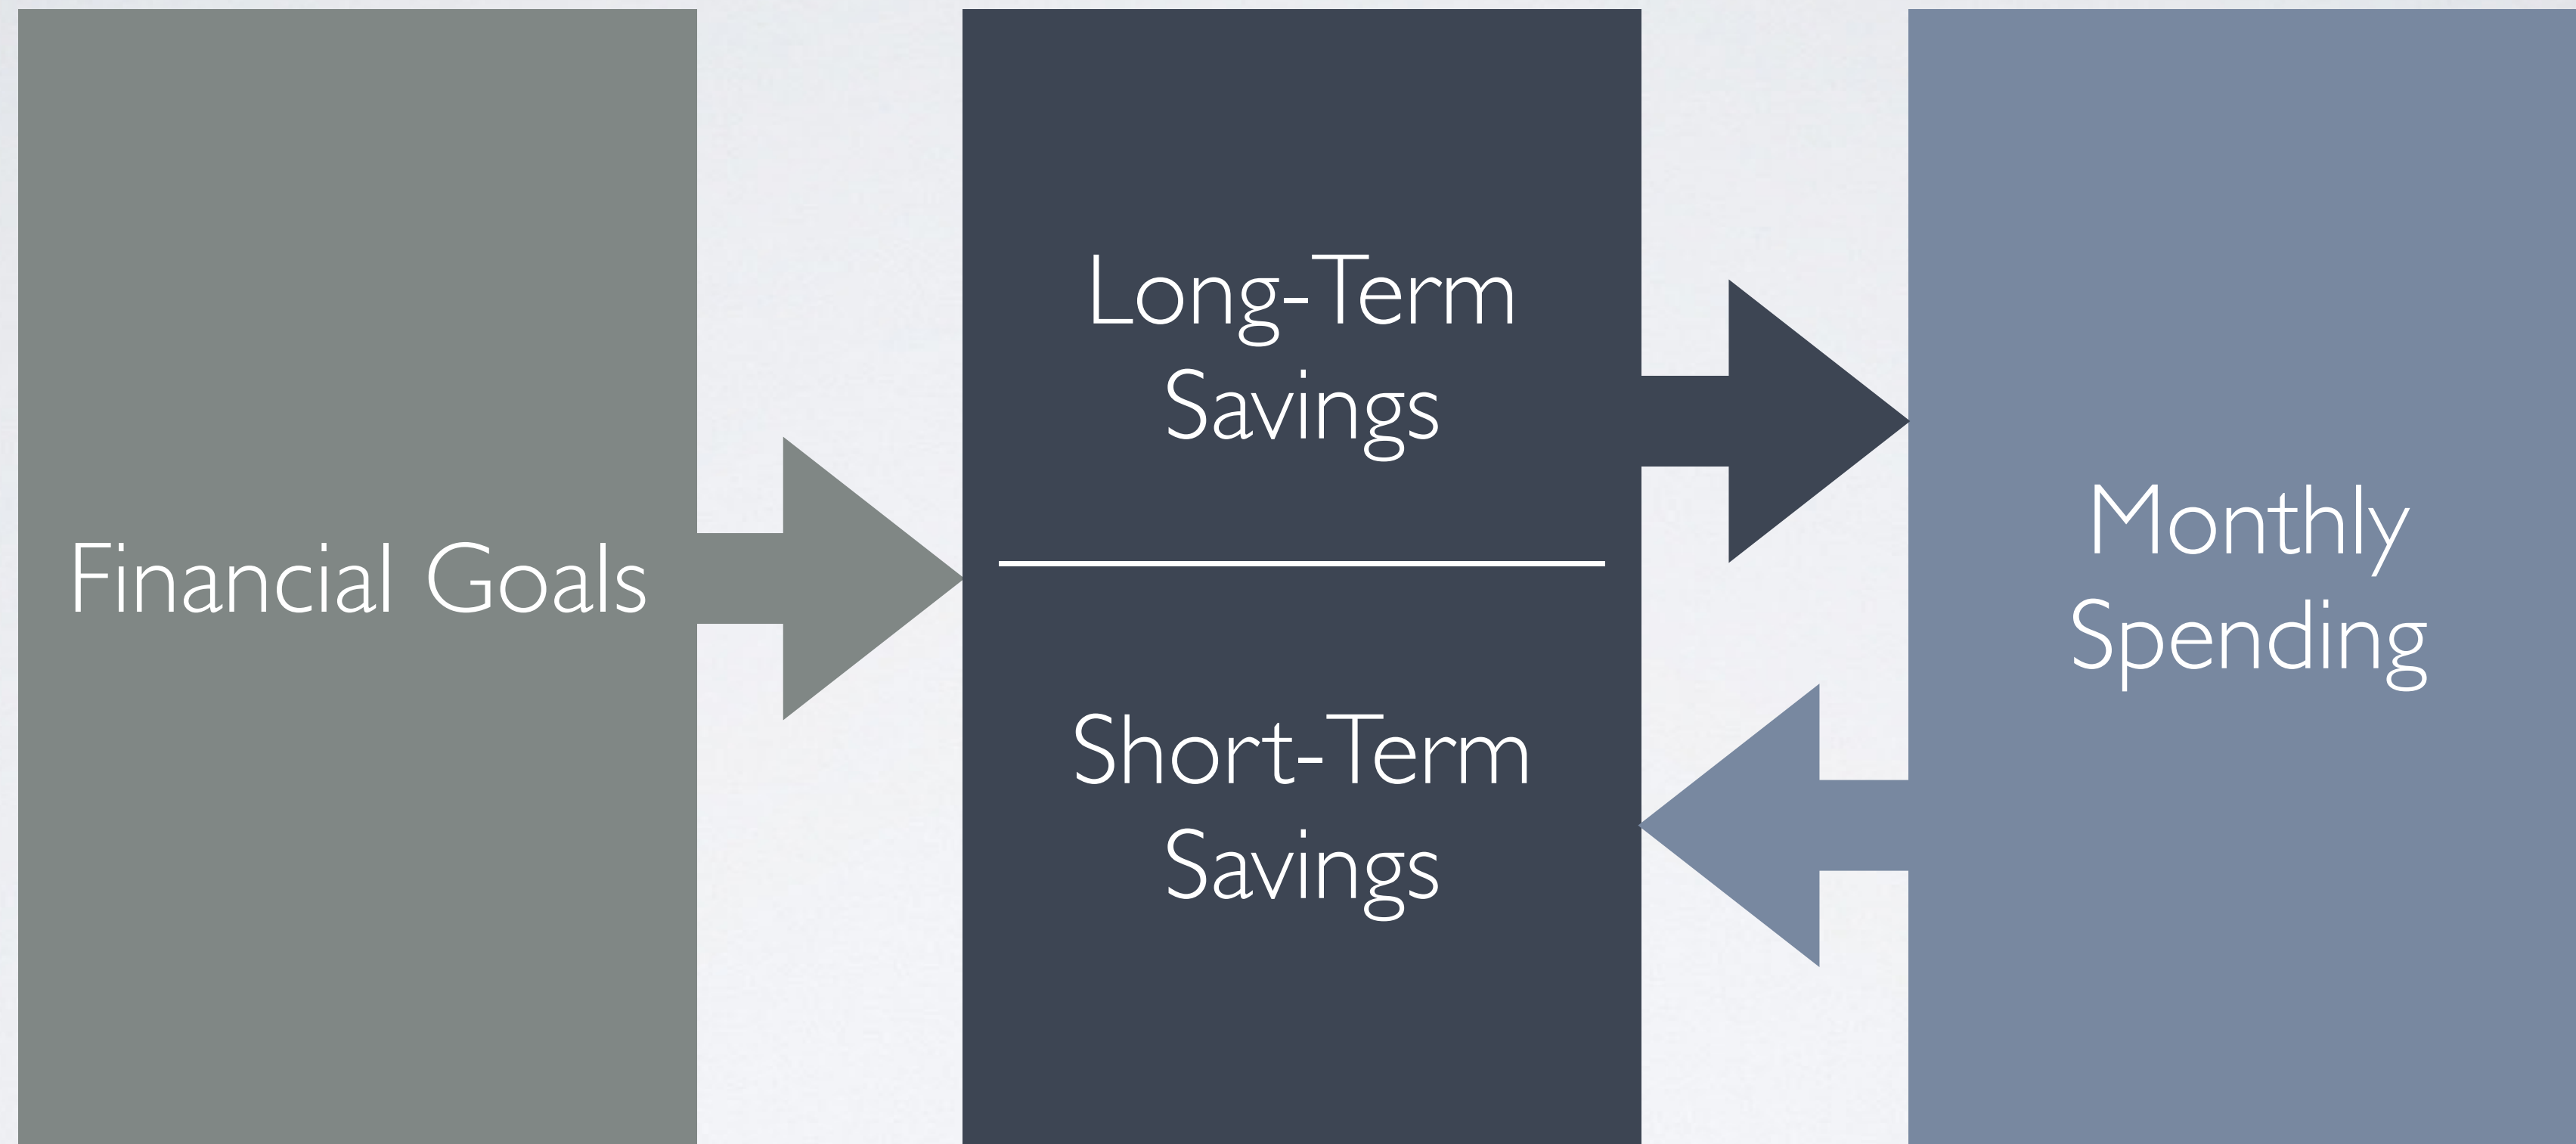 Financial Goals
Long-Term
Savings
Short-Term
Savings
Monthly
Spending